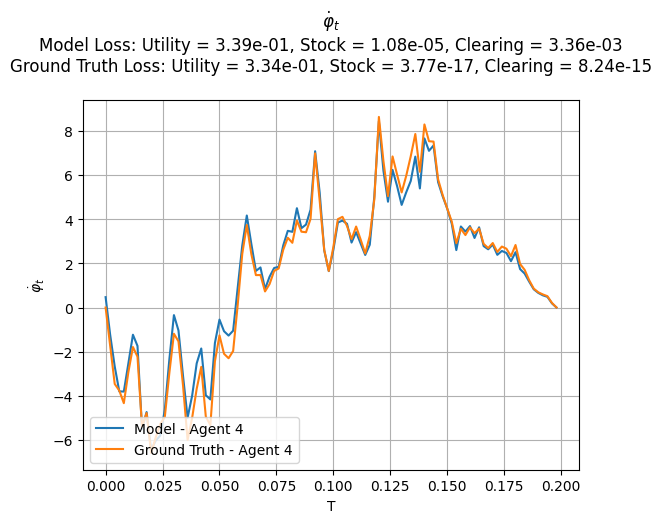 φ̇_t
Model Loss: Utility = 3.39e-01, Stock = 1.08e-05, Clearing = 3.36e-03
Ground Truth Loss: Utility = 3.34e-01, Stock = 3.77e-17, Clearing = 8.24e-15
φ̇_t
8
6
4
2
0
−2
−4
−6
Model - Agent 4
Ground Truth - Agent 4
0.000 0.025 0.050 0.075 0.100 0.125 0.150 0.175 0.200
T